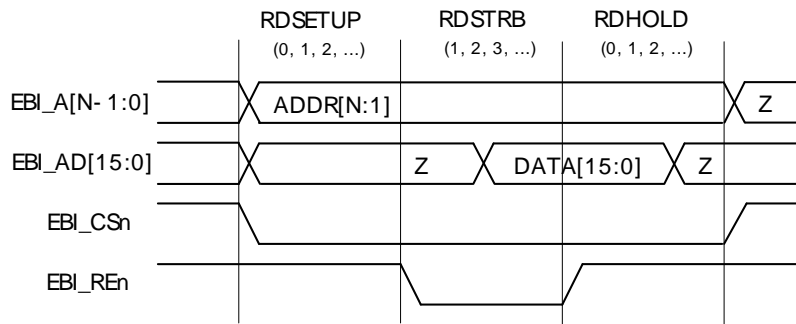 RDSETUP RDSTRB RDHOLD
(0, 1, 2, ...) (1, 2, 3, ...) (0, 1, 2, ...)
EBI_A[N-1:0] ADDR[N:1] Z
EBI_AD[15:0] Z DATA[15:0] Z
EBI_CSn
EBI_REn